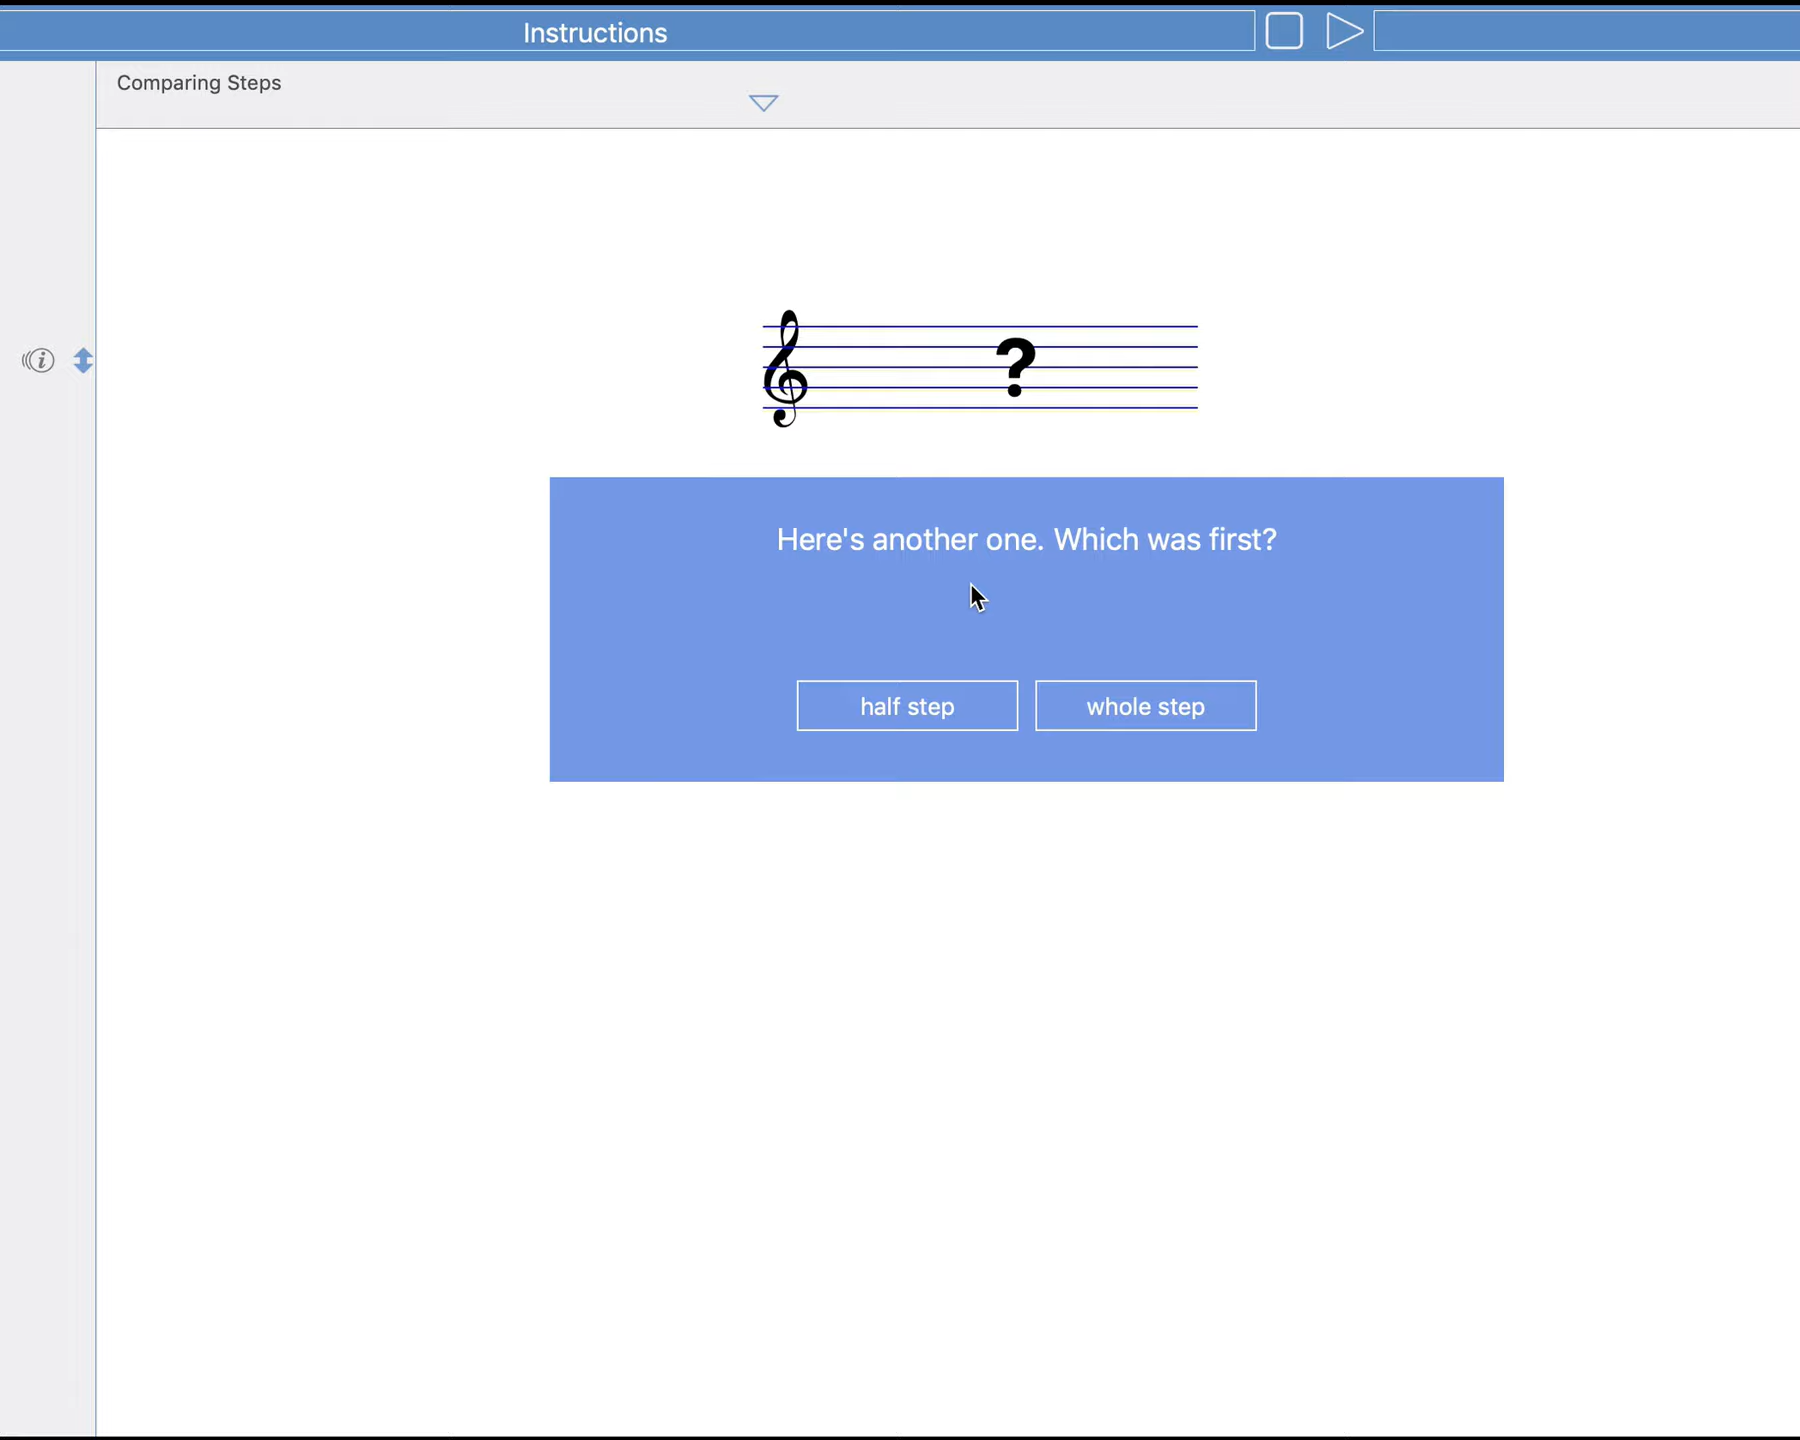 Instructions
Comparing Steps
?
Here's another one. Which was first?
half step
whole step